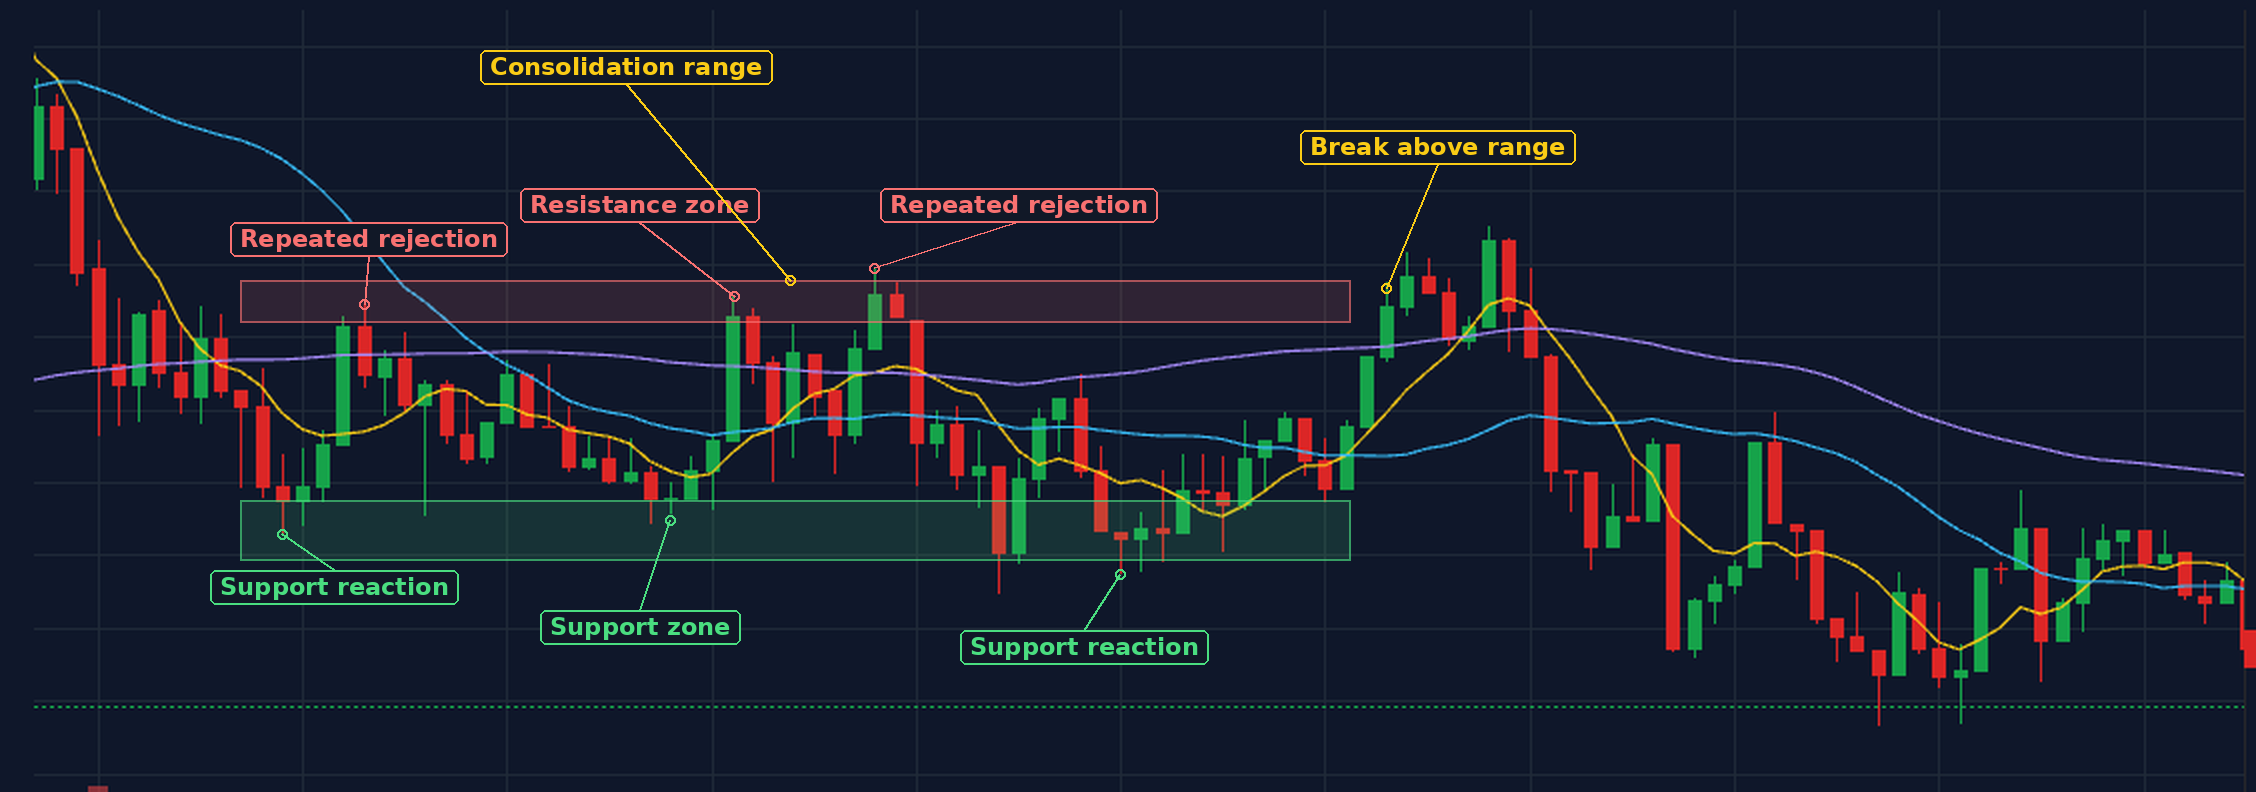 Consolidation range
Break above range
Resistance zone
Repeated rejection
Repeated rejection
Support reaction
Support zone
Support reaction